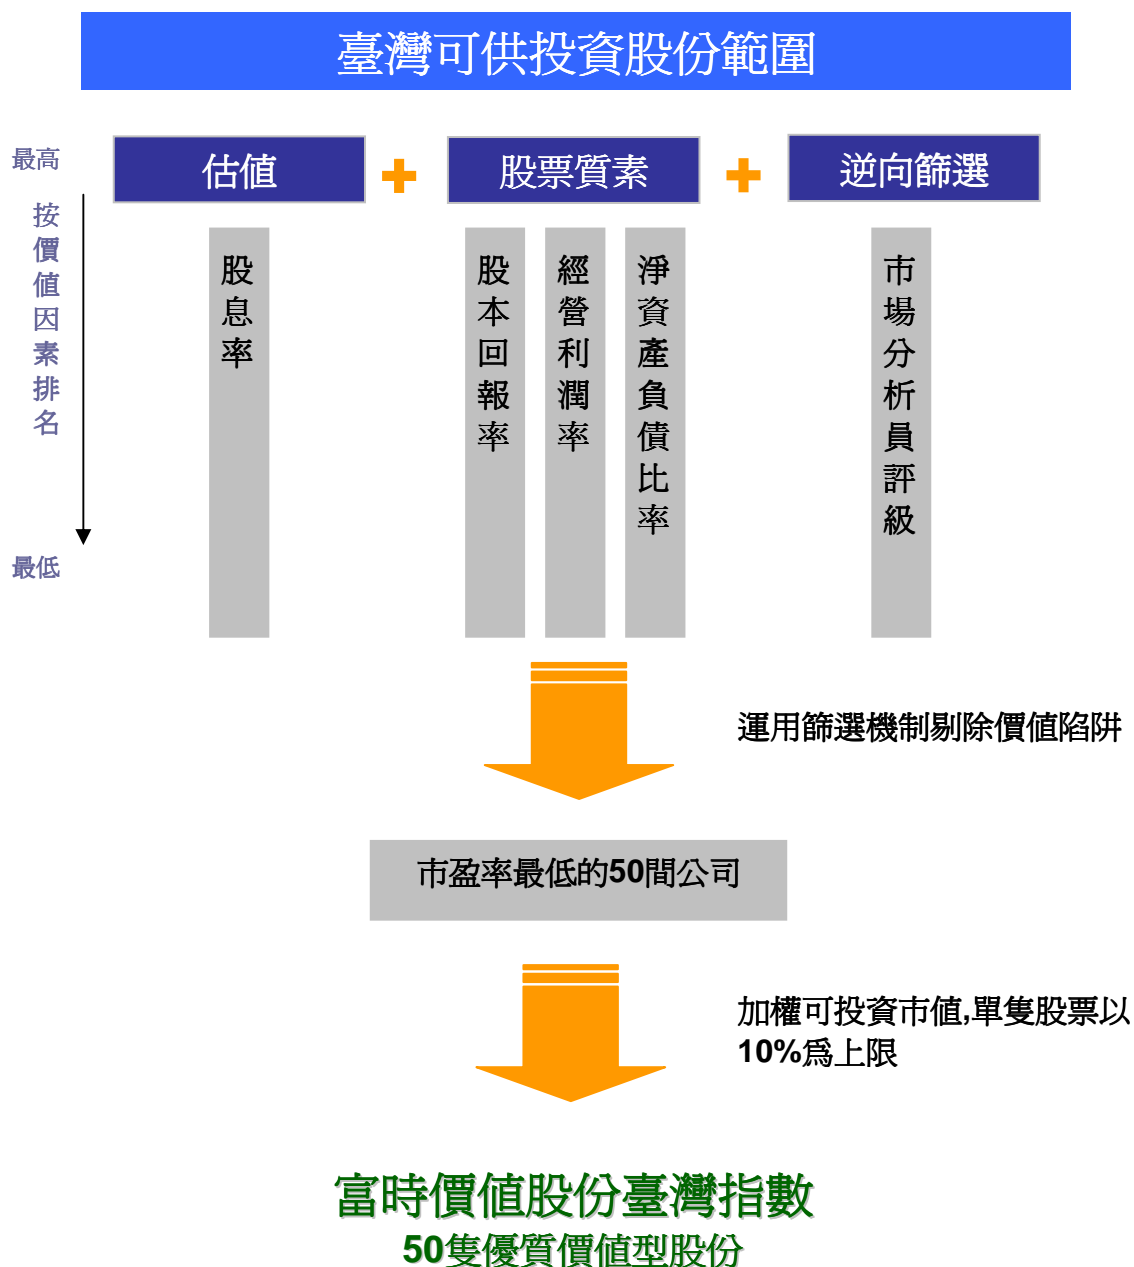 臺灣可供投資股份範圍
最高
估值
股票質素
逆向篩選
按價值因素排名
股息率
股本回報率
經營利潤率
淨資產負債比率
市場分析員評級
最低
運用篩選機制剔除價值陷阱
市盈率最低的50間公司
加權可投資市值,單隻股票以
10%爲上限
富時價值股份臺灣指數
50隻優質價值型股份